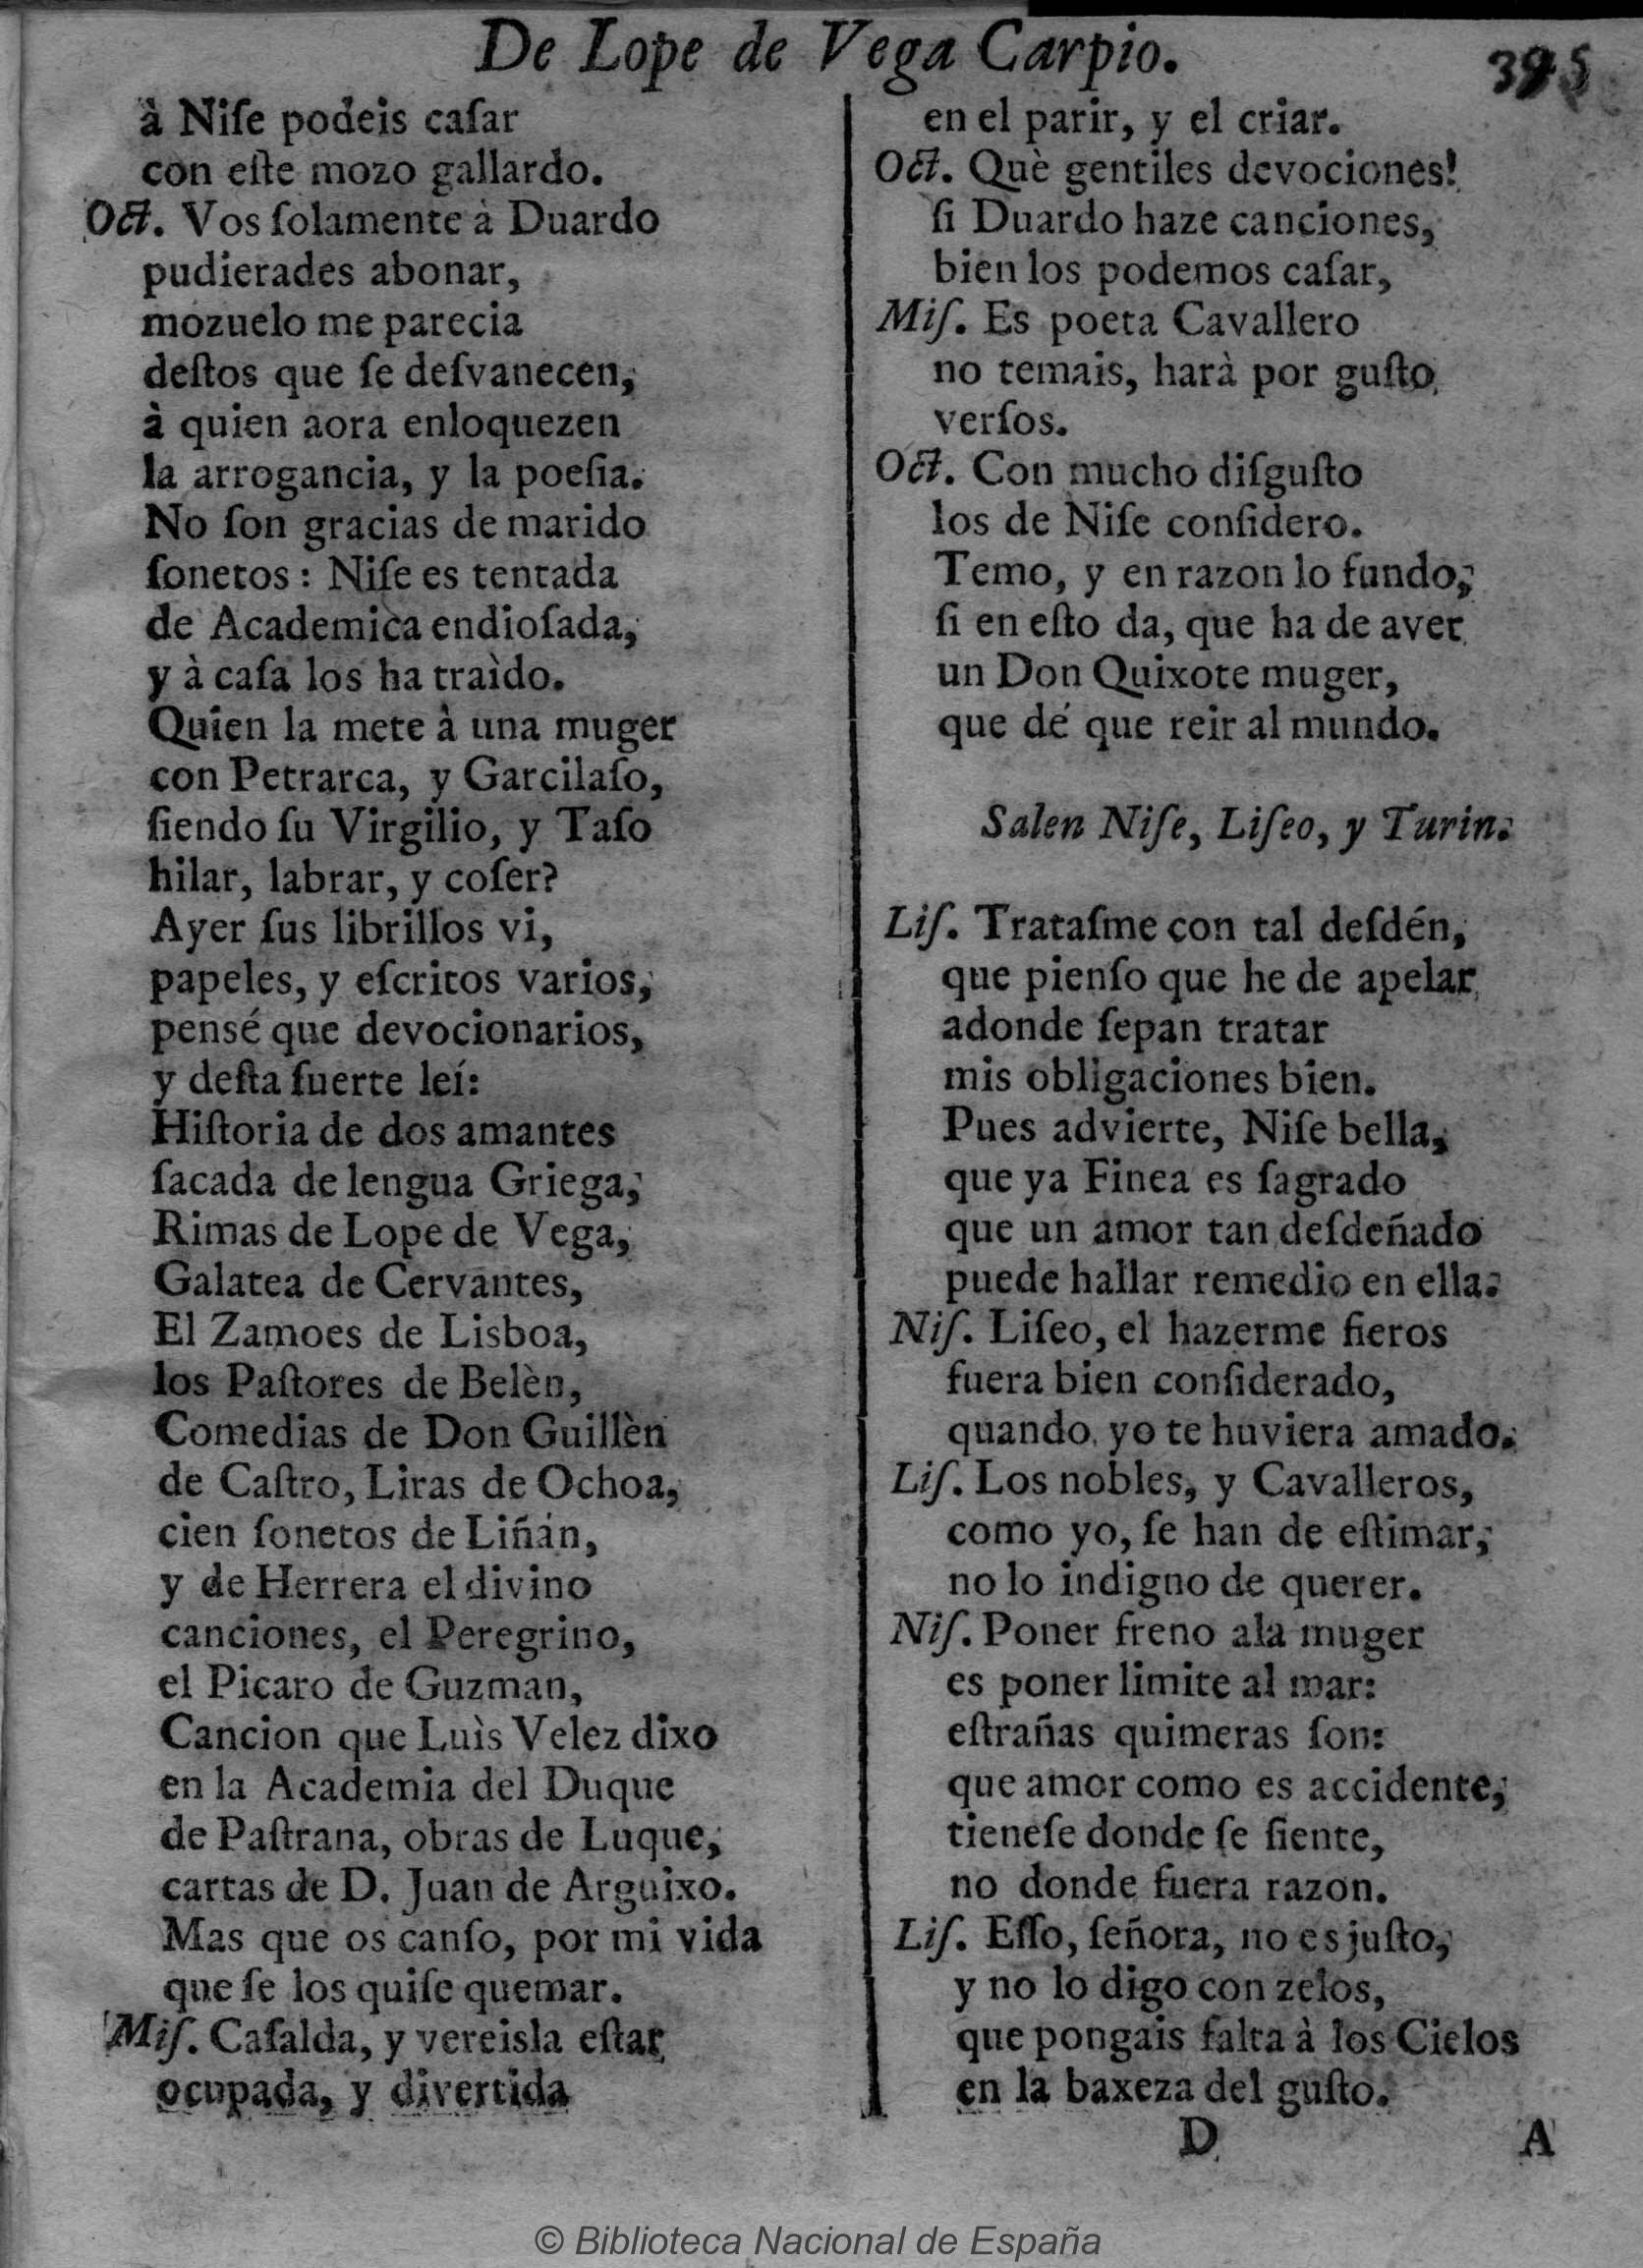 De Lope de Vega Carpio.
395
à Niſe podeis caſar
con eſte mozo gallardo.
Oct. Vos ſolamente à Duardo
pudierades abonar,
mozuelo me parecia
deſtos que ſe deſvanecen,
à quien aora enloquezen
la arrogancia, y la poeſia.
No ſon gracias de marido
ſonetos: Niſe es tentada
de Academica endioſada,
y à caſa los ha traìdo.
Quien la mete à una muger
con Petrarca, y Garcilaſo,
ſiendo ſu Virgilio, y Taſo
hilar, labrar, y coſer?
Ayer ſus librillos vi,
papeles, y eſcritos varios,
pensé que devocionarios,
y deſta ſuerte leí:
Hiſtoria de dos amantes
ſacada de lengua Griega,
Rimas de Lope de Vega,
Galatea de Cervantes,
El Zamoes de Lisboa,
los Paſtores de Belèn,
Comedias de Don Guillèn
de Caſtro, Liras de Ochoa,
cien ſonetos de Liñán,
y de Herrera el divino
canciones, el Peregrino,
el Picaro de Guzman,
Cancion que Luìs Velez dixo
en la Academia del Duque
de Paſtrana, obras de Luque,
cartas de D. Juan de Arguixo.
Mas que os canſo, por mi vida
que ſe los quiſe quemar.
Miſ. Caſalda, y vereisla eſtar
ocupada, y divertida
en el parir, y el criar.
Oct. Què gentiles devociones!
ſi Duardo haze canciones,
bien los podemos caſar,
Miſ. Es poeta Cavallero
no temais, harà por guſto
verſos.
Oct. Con mucho diſguſto
los de Niſe conſidero.
Temo, y en razon lo fundo,
ſi en eſto da, que ha de aver
un Don Quixote muger,
que dé que reir al mundo.
Salen Niſe, Liſeo, y Turin.
Liſ. Trataſme con tal deſdén,
que pienſo que he de apelar
adonde ſepan tratar
mis obligaciones bien.
Pues advierte, Niſe bella,
que ya Finea es ſagrado
que un amor tan deſdeñado
puede hallar remedio en ella.
Niſ. Liſeo, el hazerme fieros
fuera bien conſiderado,
quando yo te huviera amado.
Liſ. Los nobles, y Cavalleros,
como yo, ſe han de eſtimar,
no lo indigno de querer.
Niſ. Poner freno ala muger
es poner limite al mar:
eſtrañas quimeras ſon:
que amor como es accidente,
tieneſe donde ſe ſiente,
no donde fuera razon.
Liſ. Eſſo, ſeñora, no es juſto,
y no lo digo con zelos,
que pongais falta à los Cielos
en la baxeza del guſto.
D
A
© Biblioteca Nacional de España